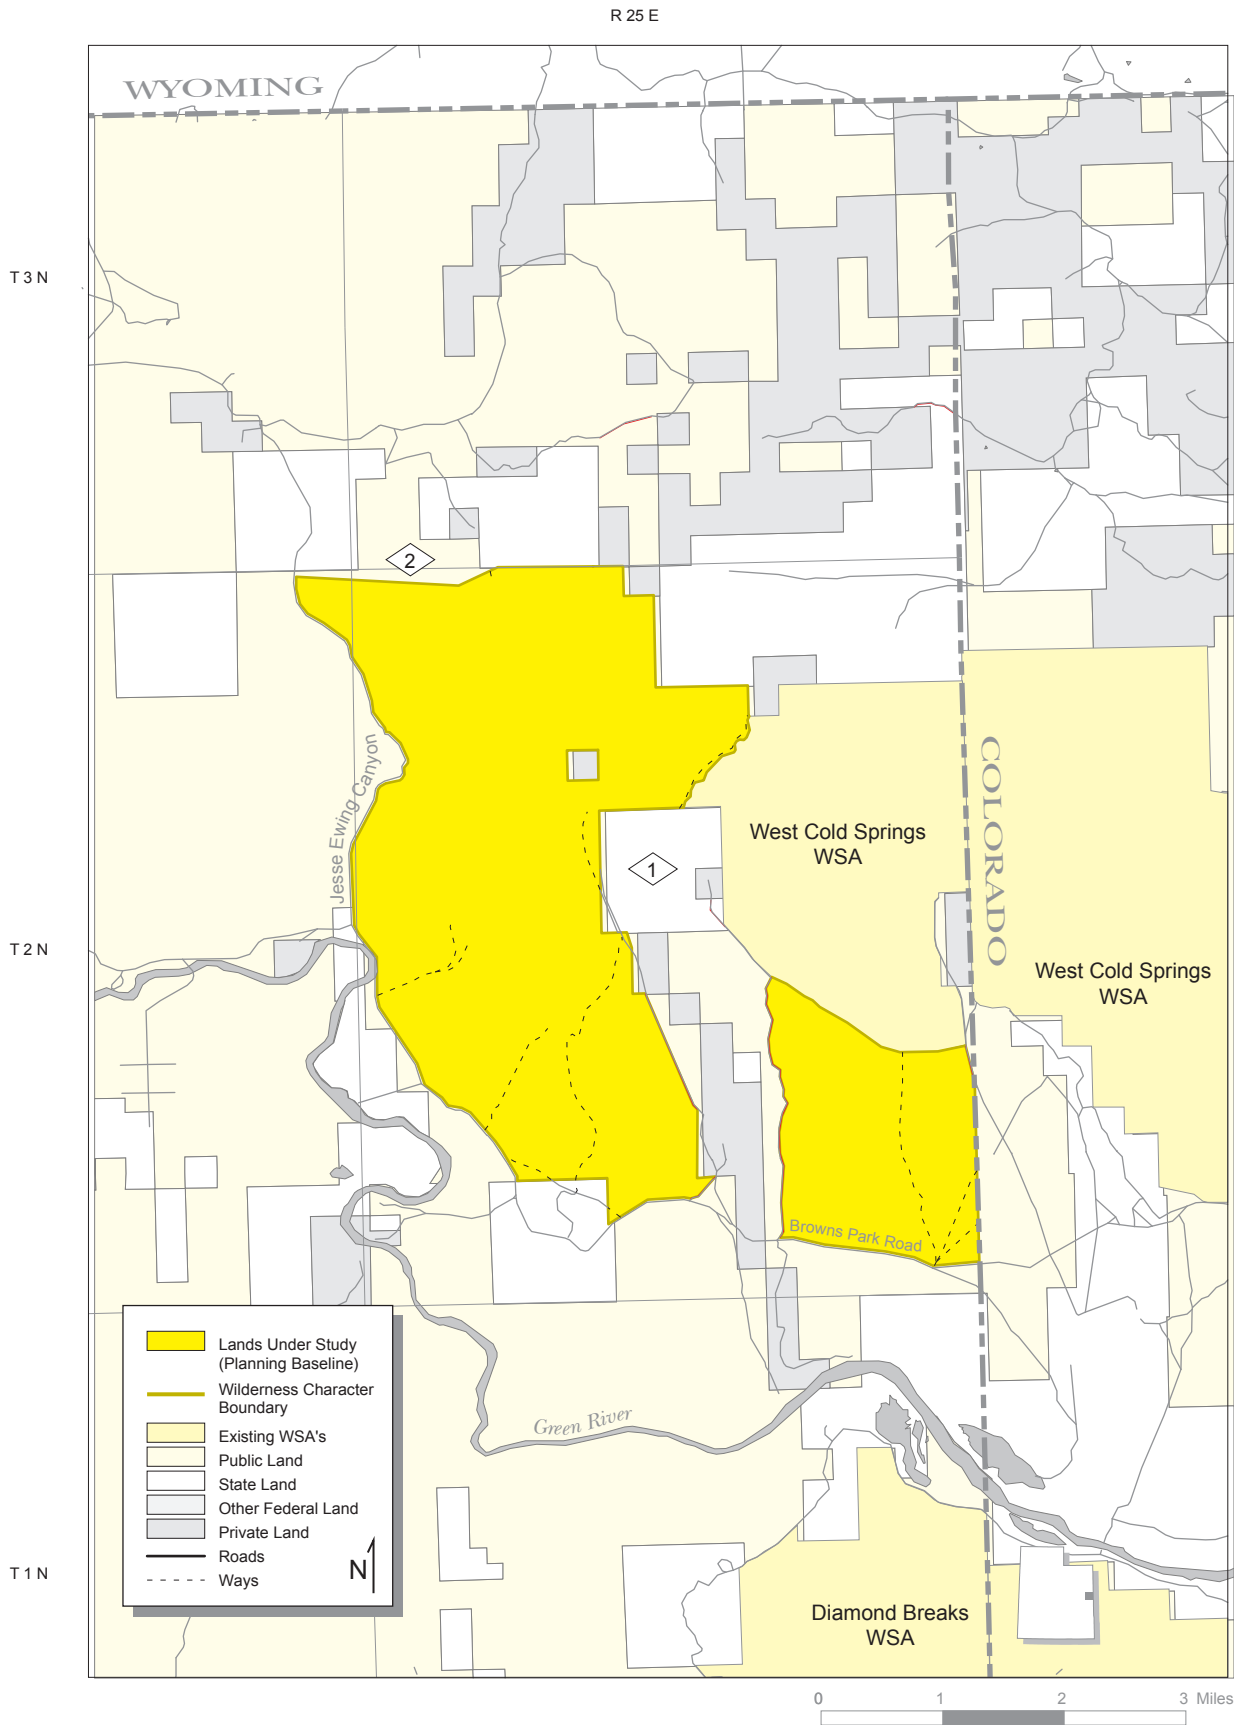 R 25 E
WYOMING
T 3 N
2
Jesse Ewing Canyon
COLORADO
West Cold Springs
WSA
1
T 2 N
West Cold Springs
WSA
Browns Park Road
Lands Under Study
(Planning Baseline)
Wilderness Character
Boundary
Existing WSA's
Public Land
State Land
Other Federal Land
Private Land
Roads
Ways
N
Green River
T 1 N
Diamond Breaks
WSA
0 1 2 3 Miles